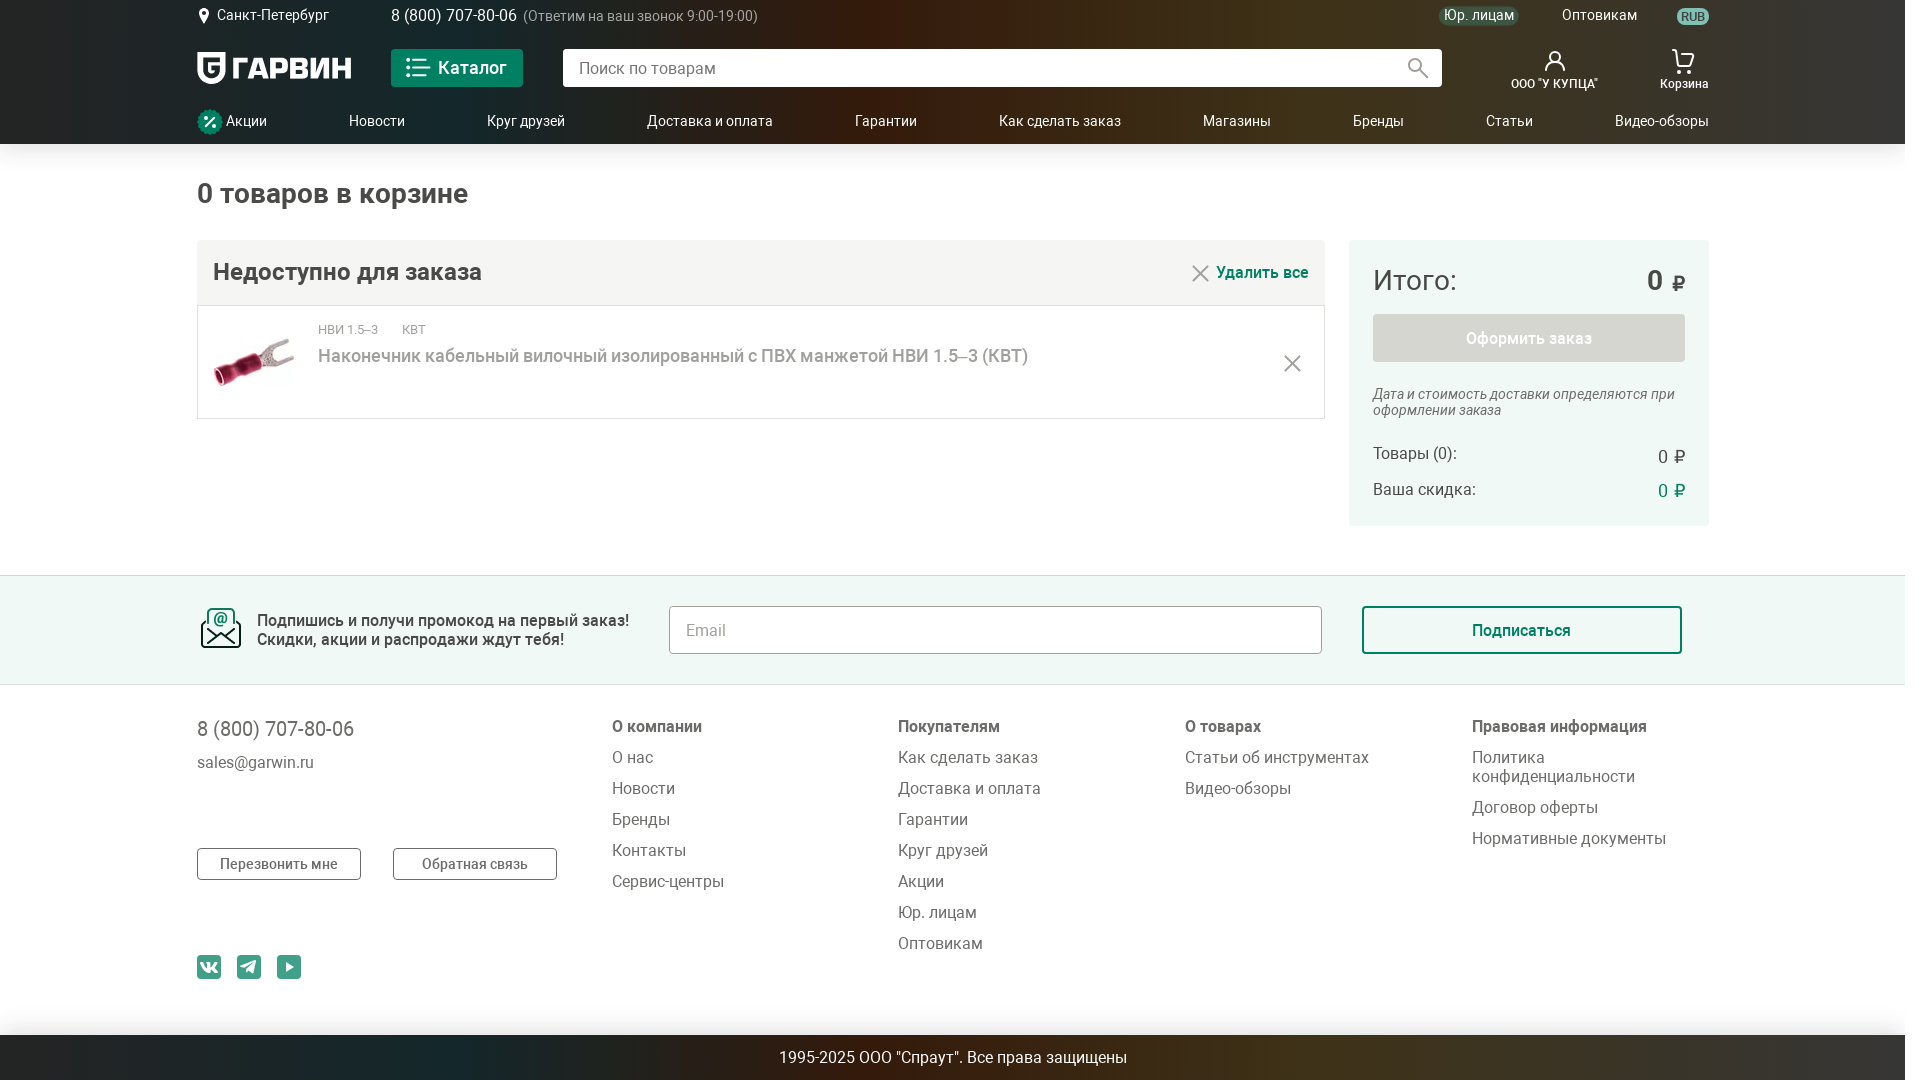 Санкт-Петербург
8 (800) 707-80-06 (Ответим на ваш звонок 9:00-19:00)
Юр. лицам
Оптовикам
RUB
ГАРВИН
Каталог
Поиск по товарам
ООО "У КУПЦА"
Корзина
Акции
Новости
Круг друзей
Доставка и оплата
Гарантии
Как сделать заказ
Магазины
Бренды
Статьи
Видео-обзоры
0 товаров в корзине
Недоступно для заказа
Удалить все
НВИ 1.5–3 КВТ
Наконечник кабельный вилочный изолированный с ПВХ манжетой НВИ 1.5–3 (КВТ)
Итого: 0 ₽
Оформить заказ
Дата и стоимость доставки определяются при
оформлении заказа
Товары (0): 0 ₽
Ваша скидка: 0 ₽
Подпишись и получи промокод на первый заказ!
Скидки, акции и распродажи ждут тебя!
Email
Подписаться
8 (800) 707-80-06
sales@garwin.ru
Перезвонить мне
Обратная связь
О компании
О нас
Новости
Бренды
Контакты
Сервис-центры
Покупателям
Как сделать заказ
Доставка и оплата
Гарантии
Круг друзей
Акции
Юр. лицам
Оптовикам
О товарах
Статьи об инструментах
Видео-обзоры
Правовая информация
Политика
конфиденциальности
Договор оферты
Нормативные документы
1995-2025 ООО "Спраут". Все права защищены